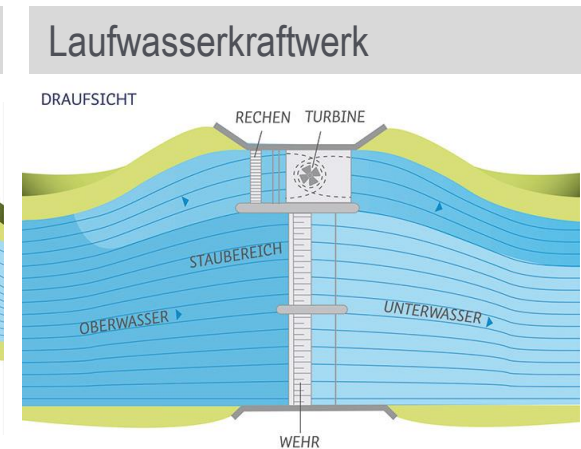 Laufwasserkraftwerk
DRAUFSICHT
RECHEN TURBINE
STAUBEREICH
OBERWASSER
UNTERWASSER
WEHR